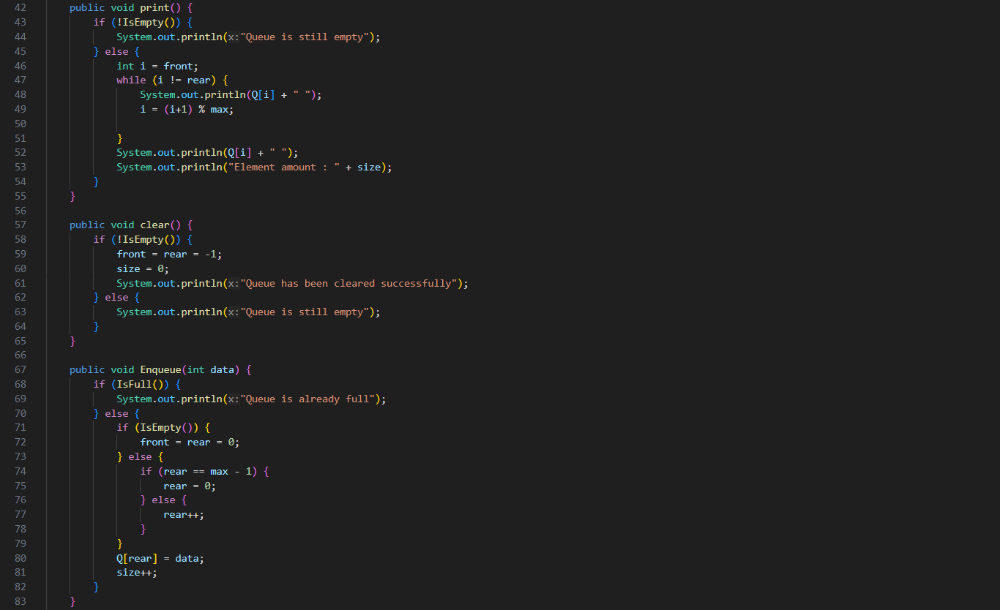 42 public void print() {
43 if (!IsEmpty()) {
44 System.out.println(x:"Queue is still empty");
45 } else {
46 int i = front;
47 while (i != rear) {
48 System.out.println(Q[i] + " ");
49 i = (i+1) % max;
50
51 }
52 System.out.println(Q[i] + " ");
53 System.out.println("Element amount : " + size);
54 }
55 }
56
57 public void clear() {
58 if (!IsEmpty()) {
59 front = rear = -1;
60 size = 0;
61 System.out.println(x:"Queue has been cleared successfully");
62 } else {
63 System.out.println(x:"Queue is still empty");
64 }
65 }
66
67 public void Enqueue(int data) {
68 if (IsFull()) {
69 System.out.println(x:"Queue is already full");
70 } else {
71 if (IsEmpty()) {
72 front = rear = 0;
73 } else {
74 if (rear == max - 1) {
75 rear = 0;
76 } else {
77 rear++;
78 }
79 }
80 Q[rear] = data;
81 size++;
82 }
83 }